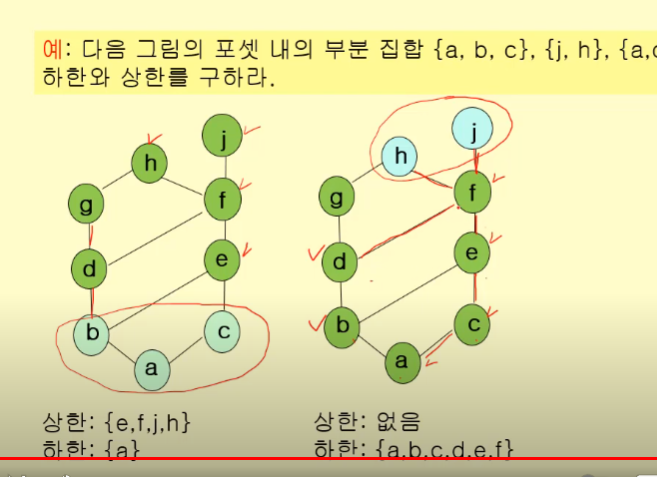 예: 다음 그림의 포셋 내의 부분 집합 {a, b, c}, {j, h}, {a,
하한와 상한를 구하라.
j
h
g
f
d
e
b
c
a
j
h
g
f
d
e
b
c
a
상한: {e,f,j,h}
하한: {a}
상한: 없음
하한: {a,b,c,d,e,f}